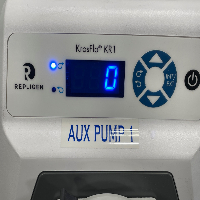 KrosFlo® KR1
0
REPLIGEN
AUX PUMP 1